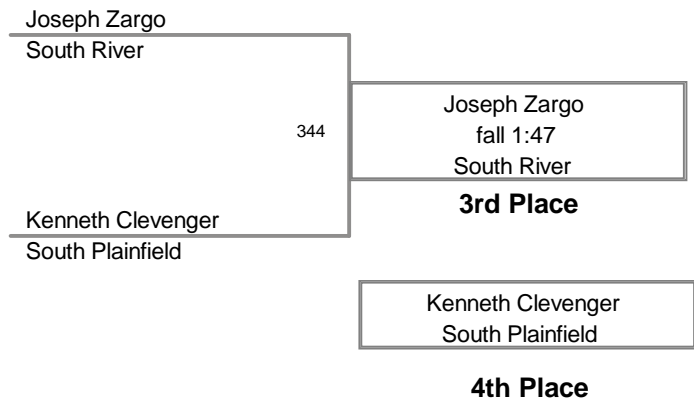 Joseph Zargo
South River
344
Joseph Zargo
fall 1:47
South River
3rd Place
Kenneth Clevenger
South Plainfield
Kenneth Clevenger
South Plainfield
4th Place